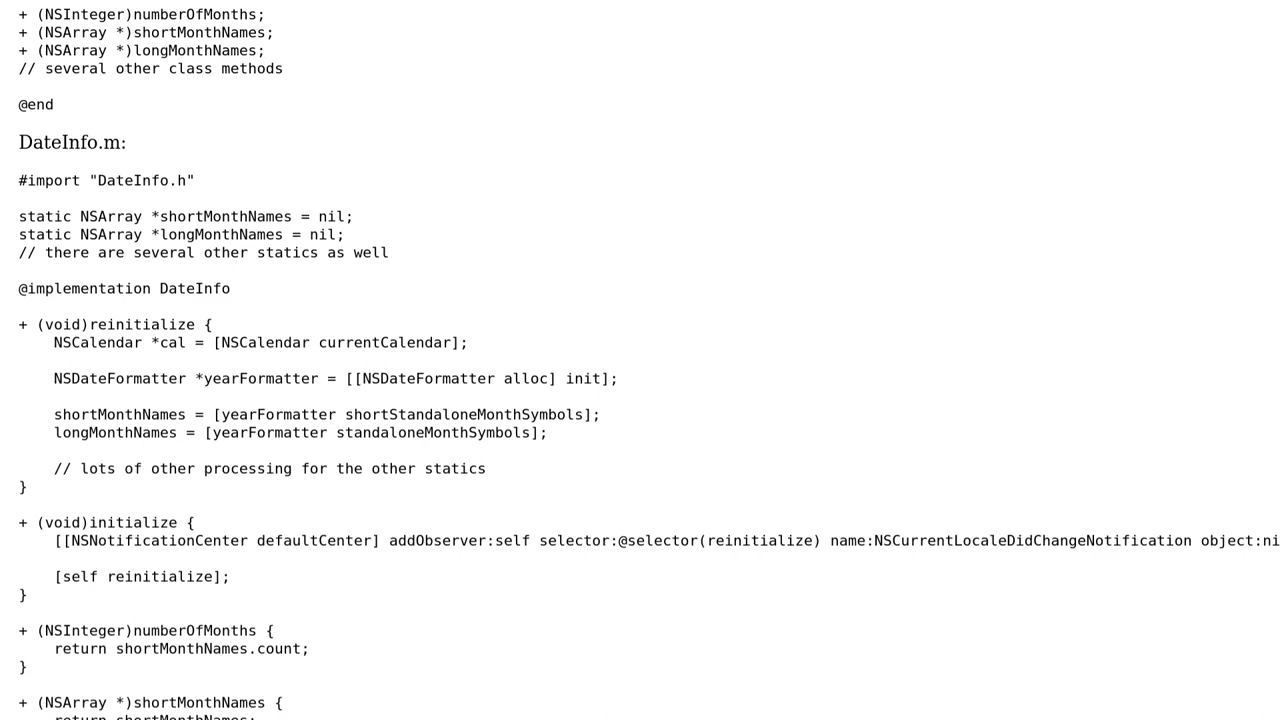 + (NSInteger)numberOfMonths;
+ (NSArray *)shortMonthNames;
+ (NSArray *)longMonthNames;
// several other class methods
@end
DateInfo.m:
#import "DateInfo.h"
static NSArray *shortMonthNames = nil;
static NSArray *longMonthNames = nil;
// there are several other statics as well
@implementation DateInfo
+ (void)reinitialize {
    NSCalendar *cal = [NSCalendar currentCalendar];
    NSDateFormatter *yearFormatter = [[NSDateFormatter alloc] init];
    shortMonthNames = [yearFormatter shortStandaloneMonthSymbols];
    longMonthNames = [yearFormatter standaloneMonthSymbols];
    // lots of other processing for the other statics
}
+ (void)initialize {
    [[NSNotificationCenter defaultCenter] addObserver:self selector:@selector(reinitialize) name:NSCurrentLocaleDidChangeNotification object:ni
    [self reinitialize];
}
+ (NSInteger)numberOfMonths {
    return shortMonthNames.count;
}
+ (NSArray *)shortMonthNames {
    return shortMonthNames;